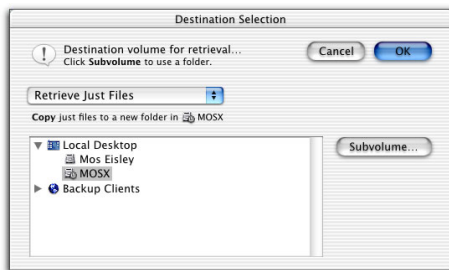 Destination Selection
Destination volume for retrieval...
Click Subvolume to use a folder.
Cancel
OK
Retrieve Just Files
Copy just files to a new folder in MOSX
Local Desktop
Mos Eisley
MOSX
Backup Clients
Subvolume...